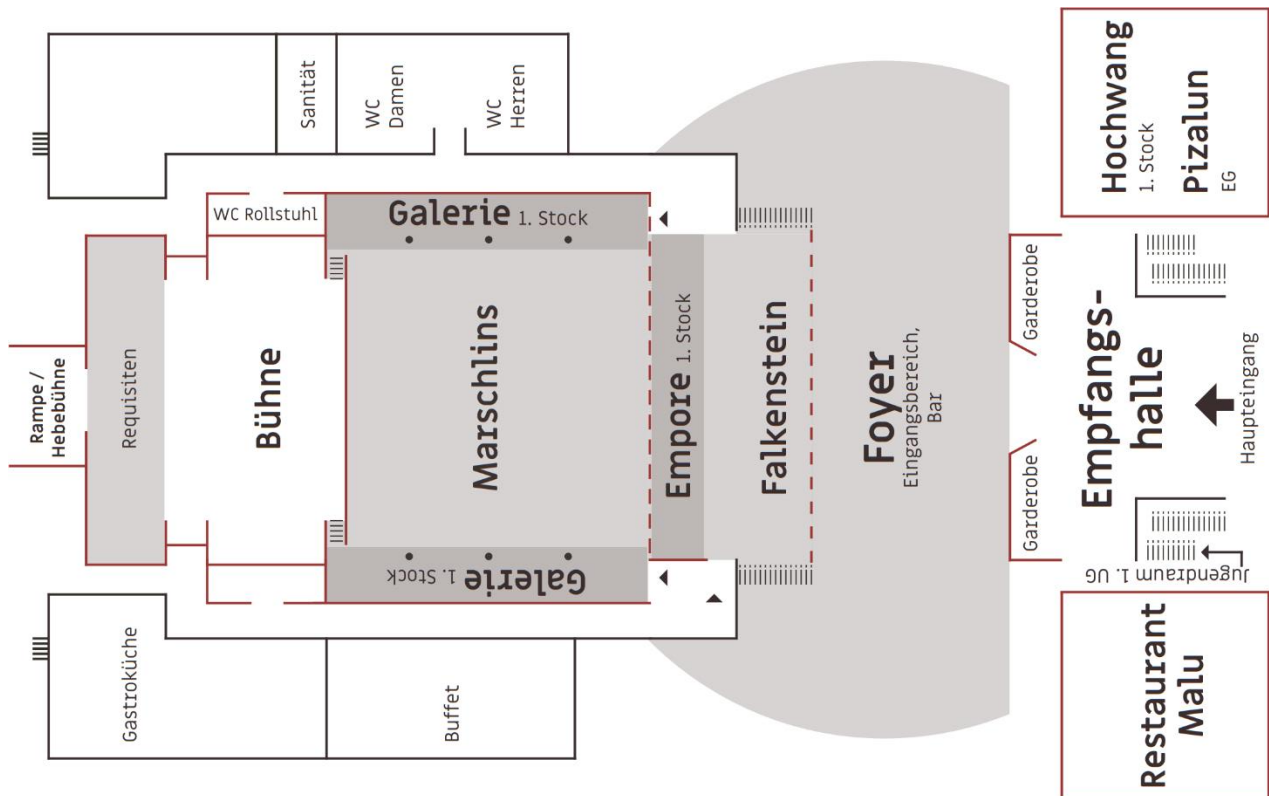 Sanität
WC
Damen
WC
Herren
WC Rollstuhl
Galerie 1. Stock
Hochwang
1. Stock
Pizalun
EG
Rampe /
Hebebühne
Requisiten
Bühne
Marschlins
Empore 1. Stock
Falkenstein
Foyer
Eingangsbereich,
Bar
Garderobe
Garderobe
Empfangs-
halle
Haupteingang
Galerie 1. Stock
Jugendraum 1. UG
Gastroküche
Buffet
Restaurant
Malu